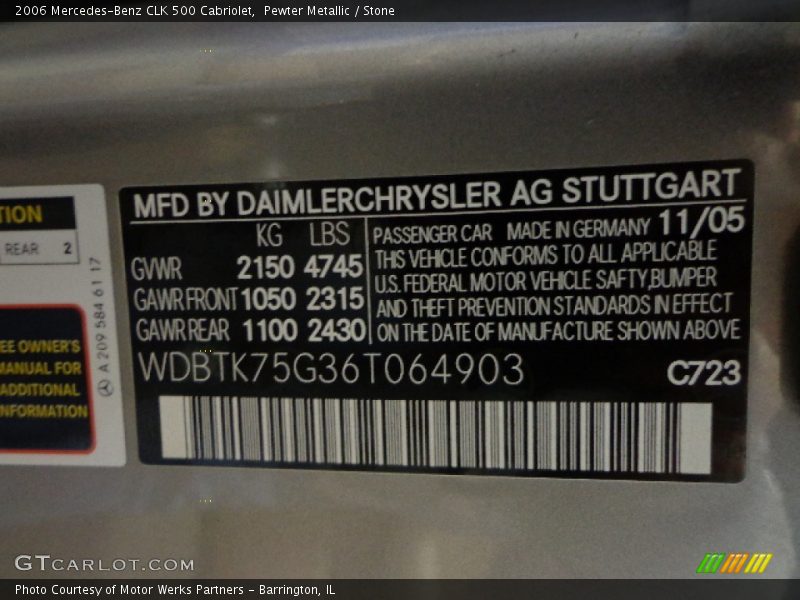 2006 Mercedes-Benz CLK 500 Cabriolet,  Pewter Metallic / Stone
TION
REAR 2
EE OWNER'S
MANUAL FOR
ADDITIONAL
NFORMATION
A 209 584 61 17
MFD BY DAIMLERCHRYSLER AG STUTTGART
KG LBS
GVWR 2150 4745
GAWR FRONT 1050 2315
GAWR REAR 1100 2430
PASSENGER CAR MADE IN GERMANY 11/05
THIS VEHICLE CONFORMS TO ALL APPLICABLE
U.S. FEDERAL MOTOR VEHICLE SAFTY,BUMPER
AND THEFT PREVENTION STANDARDS IN EFFECT
ON THE DATE OF MANUFACTURE SHOWN ABOVE
WDBTK75G36T064903
C723
GTCARLOT.COM
Photo Courtesy of Motor Werks Partners - Barrington, IL